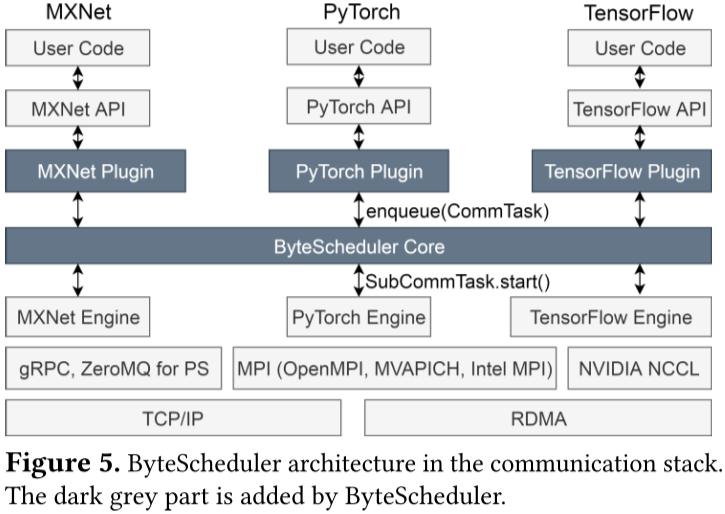 MXNet PyTorch TensorFlow
User Code User Code User Code
MXNet API PyTorch API TensorFlow API
MXNet Plugin PyTorch Plugin TensorFlow Plugin
enqueue(CommTask)
ByteScheduler Core
SubCommTask.start()
MXNet Engine PyTorch Engine TensorFlow Engine
gRPC, ZeroMQ for PS MPI (OpenMPI, MVAPICH, Intel MPI) NVIDIA NCCL
TCP/IP RDMA
Figure 5. ByteScheduler architecture in the communication stack.
The dark grey part is added by ByteScheduler.